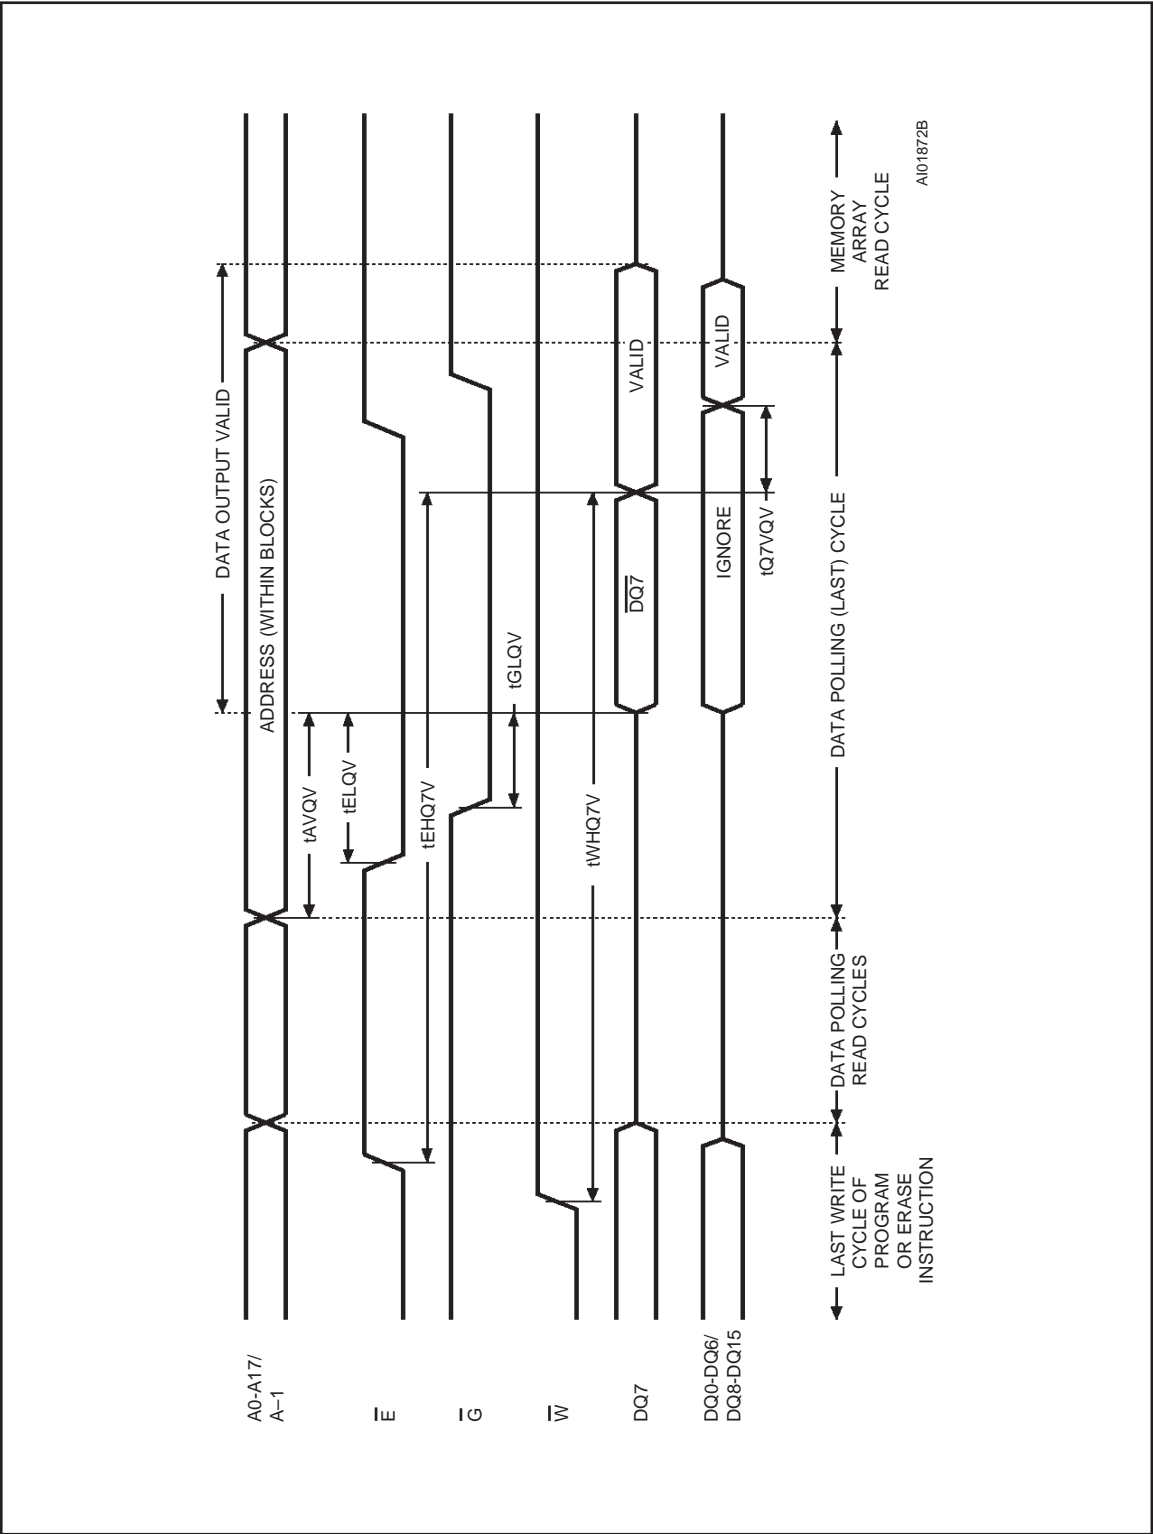 A0-A17/
A–1
ADDRESS (WITHIN BLOCKS)
DATA OUTPUT VALID
tAVQV
tELQV
E̅
tEHQ7V
G̅
tGLQV
W̅
tWHQ7V
DQ7
D̅Q̅7̅
VALID
DQ0-DQ6/
DQ8-DQ15
IGNORE
VALID
tQ7VQV
LAST WRITE
CYCLE OF
PROGRAM
OR ERASE
INSTRUCTION
DATA POLLING
READ CYCLES
DATA POLLING (LAST) CYCLE
MEMORY
ARRAY
READ CYCLE
AI01872B